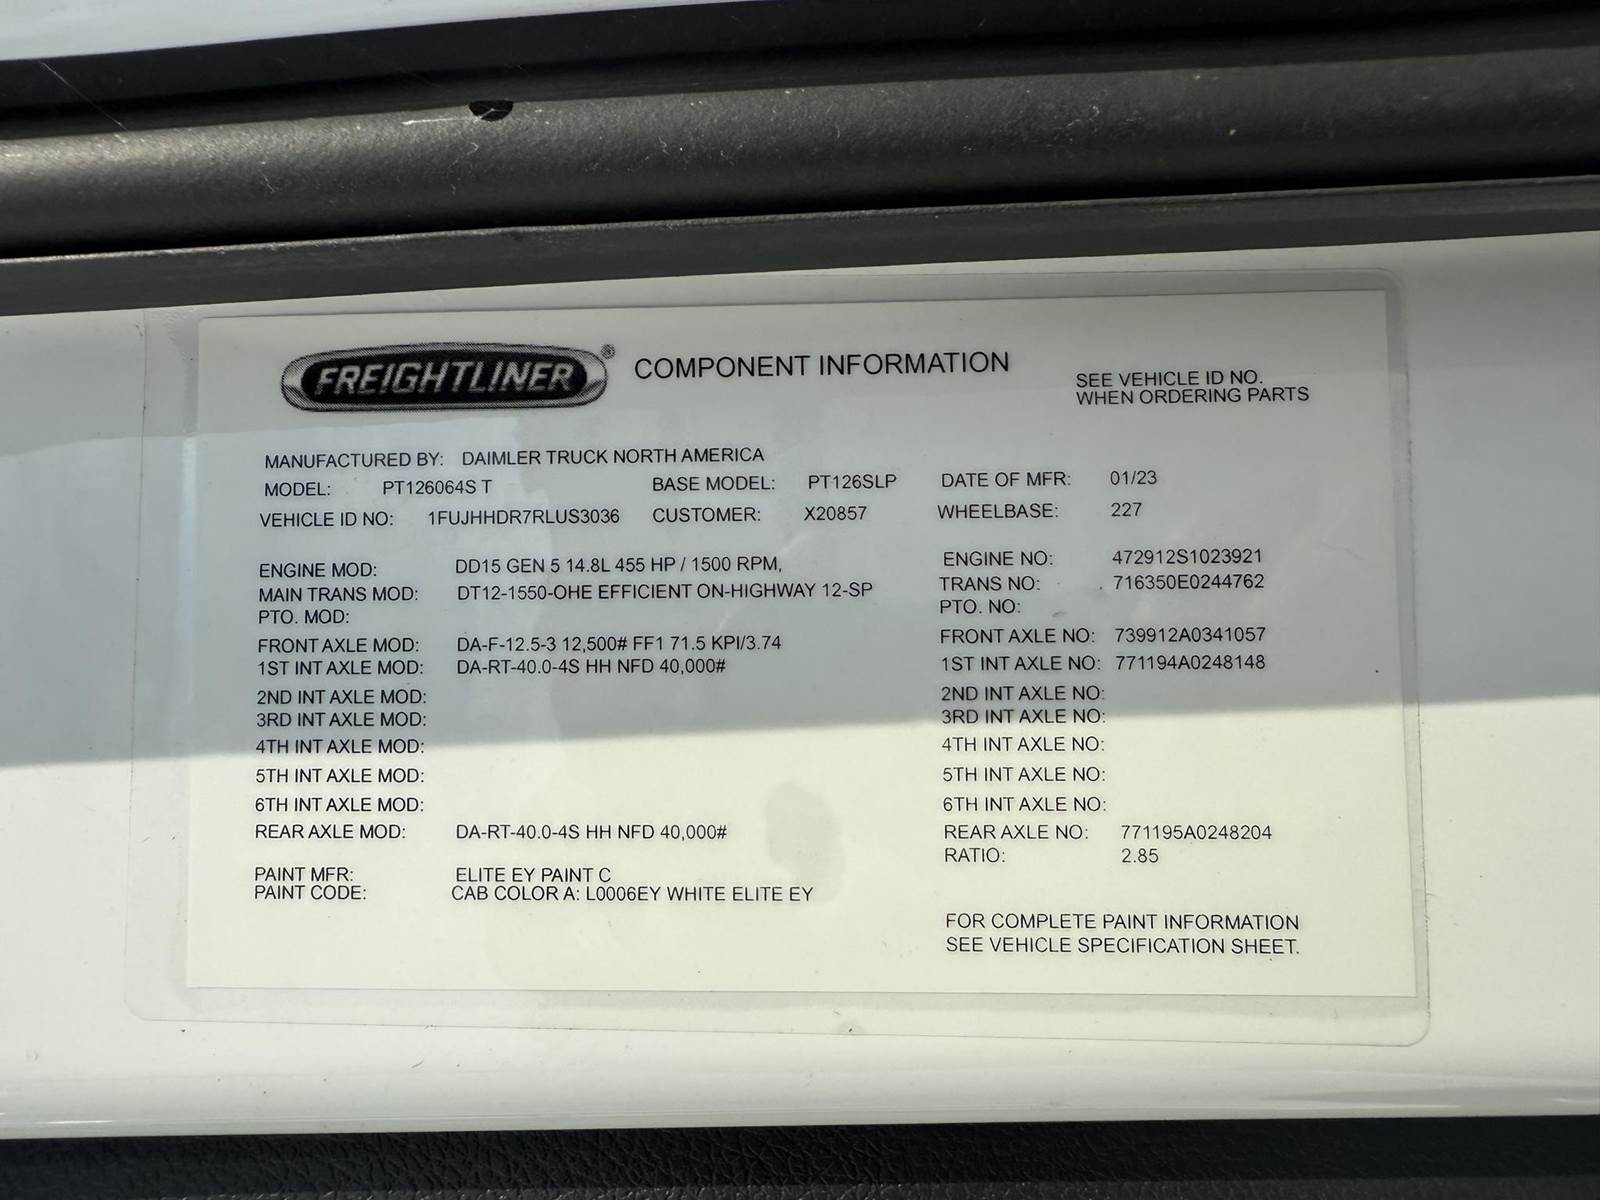 FREIGHTLINER® COMPONENT INFORMATION
SEE VEHICLE ID NO.
WHEN ORDERING PARTS
MANUFACTURED BY: DAIMLER TRUCK NORTH AMERICA
MODEL: PT126064S T BASE MODEL: PT126SLP DATE OF MFR: 01/23
VEHICLE ID NO: 1FUJHHDR7RLUS3036 CUSTOMER: X20857 WHEELBASE: 227
ENGINE MOD: DD15 GEN 5 14.8L 455 HP / 1500 RPM, ENGINE NO: 472912S1023921
MAIN TRANS MOD: DT12-1550-OHE EFFICIENT ON-HIGHWAY 12-SP TRANS NO: 716350E0244762
PTO. MOD: PTO. NO:
FRONT AXLE MOD: DA-F-12.5-3 12,500# FF1 71.5 KPI/3.74 FRONT AXLE NO: 739912A0341057
1ST INT AXLE MOD: DA-RT-40.0-4S HH NFD 40,000# 1ST INT AXLE NO: 771194A0248148
2ND INT AXLE MOD: 2ND INT AXLE NO:
3RD INT AXLE MOD: 3RD INT AXLE NO:
4TH INT AXLE MOD: 4TH INT AXLE NO:
5TH INT AXLE MOD: 5TH INT AXLE NO:
6TH INT AXLE MOD: 6TH INT AXLE NO:
REAR AXLE MOD: DA-RT-40.0-4S HH NFD 40,000# REAR AXLE NO: 771195A0248204
RATIO: 2.85
PAINT MFR: ELITE EY PAINT C
PAINT CODE: CAB COLOR A: L0006EY WHITE ELITE EY
FOR COMPLETE PAINT INFORMATION
SEE VEHICLE SPECIFICATION SHEET.